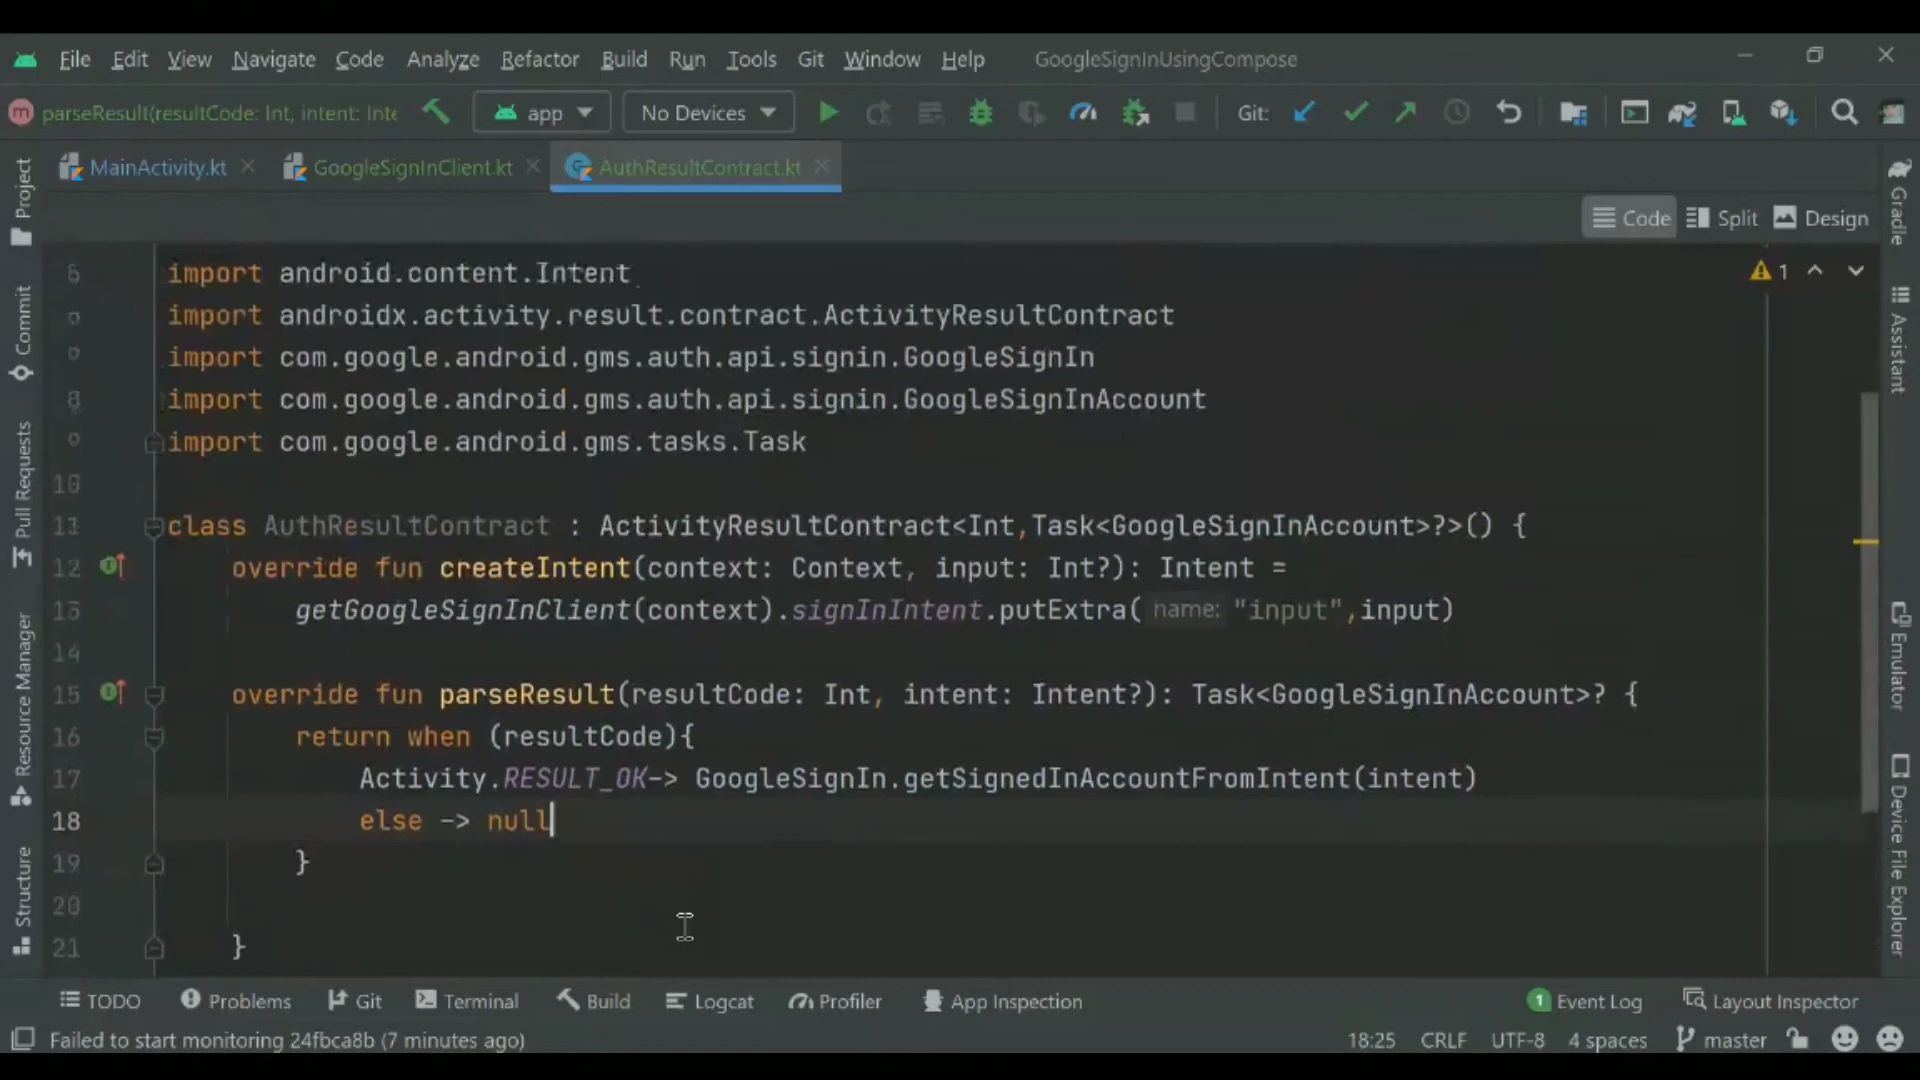 File Edit View Navigate Code Analyze Refactor Build Run Tools Git Window Help GoogleSignInUsingCompose
parseResult(resultCode: Int, intent: Inte app No Devices Git:
MainActivity.kt GoogleSignInClient.kt AuthResultContract.kt
Code Split Design
Project
Commit
Pull Requests
Resource Manager
Structure
6 import android.content.Intent
import androidx.activity.result.contract.ActivityResultContract
import com.google.android.gms.auth.api.signin.GoogleSignIn
8 import com.google.android.gms.auth.api.signin.GoogleSignInAccount
import com.google.android.gms.tasks.Task
10
class AuthResultContract : ActivityResultContract<Int,Task<GoogleSignInAccount>?>() {
12 override fun createIntent(context: Context, input: Int?): Intent =
getGoogleSignInClient(context).signInIntent.putExtra( name: "input",input)
14
15 override fun parseResult(resultCode: Int, intent: Intent?): Task<GoogleSignInAccount>? {
16 return when (resultCode){
17 Activity.RESULT_OK-> GoogleSignIn.getSignedInAccountFromIntent(intent)
18 else -> null
19 }
20
21 }
1
Gradle
Assistant
Emulator
Device File Explorer
TODO Problems Git Terminal Build Logcat Profiler App Inspection 1 Event Log Layout Inspector
Failed to start monitoring 24fbca8b (7 minutes ago) 18:25 CRLF UTF-8 4 spaces master